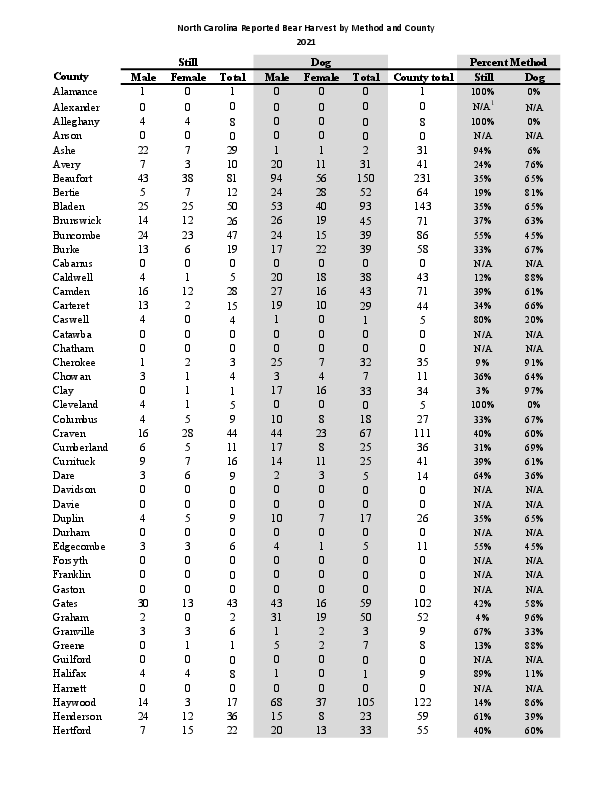 North Carolina Reported Bear Harvest by Method and County
2021
Still Dog Percent Method
County Male Female Total Male Female Total County total Still Dog
Alamance 1 0 1 0 0 0 1 100% 0%
Alexander 0 0 0 0 0 0 0 N/A1 N/A
Alleghany 4 4 8 0 0 0 8 100% 0%
Anson 0 0 0 0 0 0 0 N/A N/A
Ashe 22 7 29 1 1 2 31 94% 6%
Avery 7 3 10 20 11 31 41 24% 76%
Beaufort 43 38 81 94 56 150 231 35% 65%
Bertie 5 7 12 24 28 52 64 19% 81%
Bladen 25 25 50 53 40 93 143 35% 65%
Brunswick 14 12 26 26 19 45 71 37% 63%
Buncombe 24 23 47 24 15 39 86 55% 45%
Burke 13 6 19 17 22 39 58 33% 67%
Cabarrus 0 0 0 0 0 0 0 N/A N/A
Caldwell 4 1 5 20 18 38 43 12% 88%
Camden 16 12 28 27 16 43 71 39% 61%
Carteret 13 2 15 19 10 29 44 34% 66%
Caswell 4 0 4 1 0 1 5 80% 20%
Catawba 0 0 0 0 0 0 0 N/A N/A
Chatham 0 0 0 0 0 0 0 N/A N/A
Cherokee 1 2 3 25 7 32 35 9% 91%
Chowan 3 1 4 3 4 7 11 36% 64%
Clay 0 1 1 17 16 33 34 3% 97%
Cleveland 4 1 5 0 0 0 5 100% 0%
Columbus 4 5 9 10 8 18 27 33% 67%
Craven 16 28 44 44 23 67 111 40% 60%
Cumberland 6 5 11 17 8 25 36 31% 69%
Currituck 9 7 16 14 11 25 41 39% 61%
Dare 3 6 9 2 3 5 14 64% 36%
Davidson 0 0 0 0 0 0 0 N/A N/A
Davie 0 0 0 0 0 0 0 N/A N/A
Duplin 4 5 9 10 7 17 26 35% 65%
Durham 0 0 0 0 0 0 0 N/A N/A
Edgecombe 3 3 6 4 1 5 11 55% 45%
Forsyth 0 0 0 0 0 0 0 N/A N/A
Franklin 0 0 0 0 0 0 0 N/A N/A
Gaston 0 0 0 0 0 0 0 N/A N/A
Gates 30 13 43 43 16 59 102 42% 58%
Graham 2 0 2 31 19 50 52 4% 96%
Granville 3 3 6 1 2 3 9 67% 33%
Greene 0 1 1 5 2 7 8 13% 88%
Guilford 0 0 0 0 0 0 0 N/A N/A
Halifax 4 4 8 1 0 1 9 89% 11%
Harnett 0 0 0 0 0 0 0 N/A N/A
Haywood 14 3 17 68 37 105 122 14% 86%
Henderson 24 12 36 15 8 23 59 61% 39%
Hertford 7 15 22 20 13 33 55 40% 60%